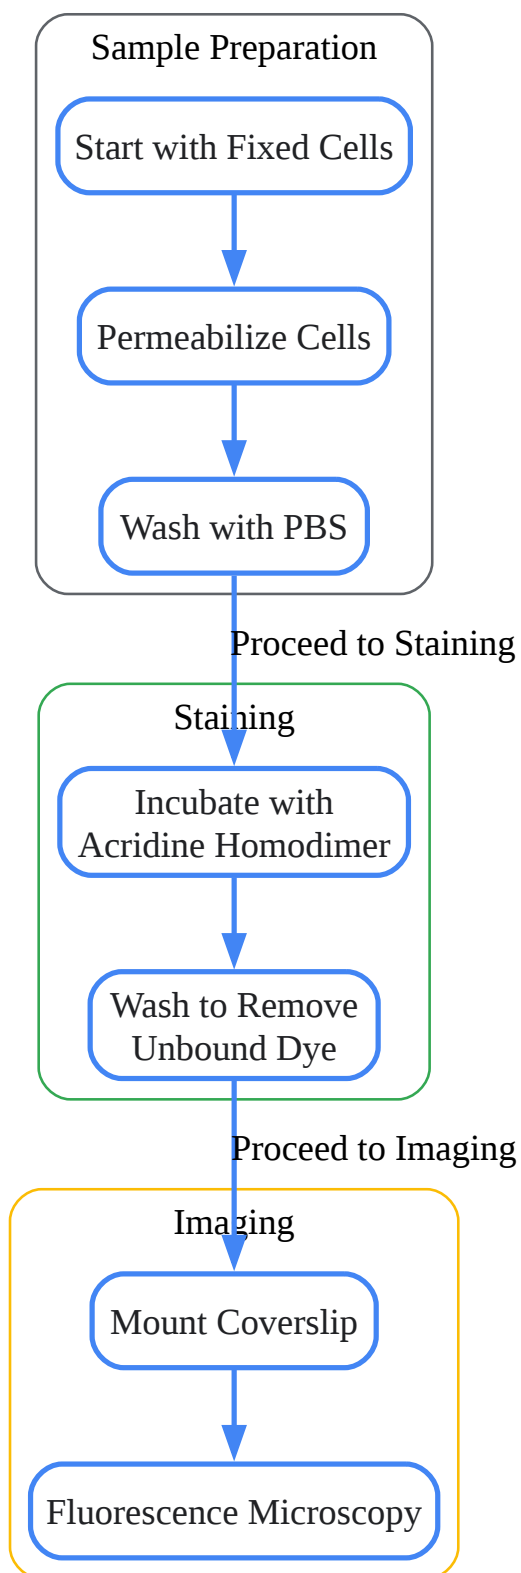 Sample Preparation
Start with Fixed Cells
Permeabilize Cells
Wash with PBS
Proceed to Staining
Staining
Incubate with
Acridine Homodimer
Wash to Remove
Unbound Dye
Proceed to Imaging
Imaging
Mount Coverslip
Fluorescence Microscopy